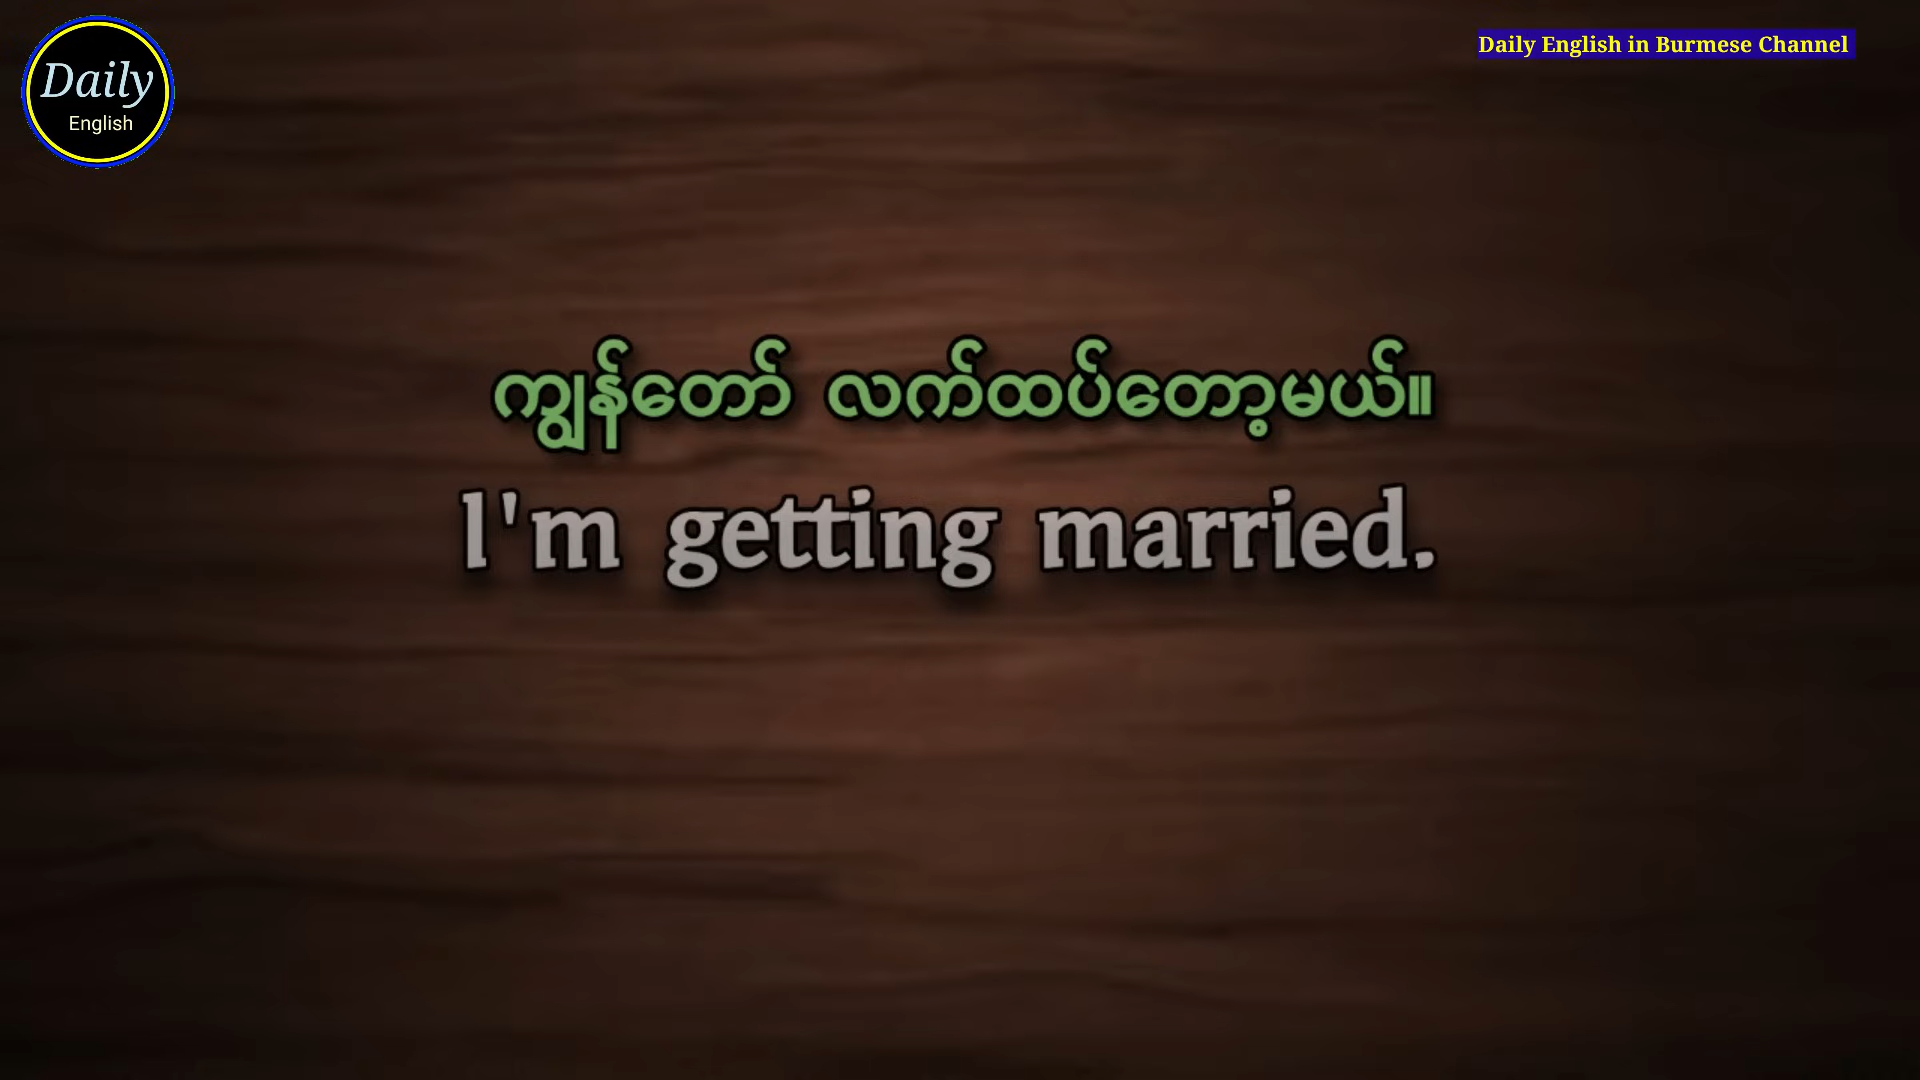 Daily
English
Daily English in Burmese Channel
ကျွန်တော် လက်ထပ်တော့မယ်။
I'm getting married.